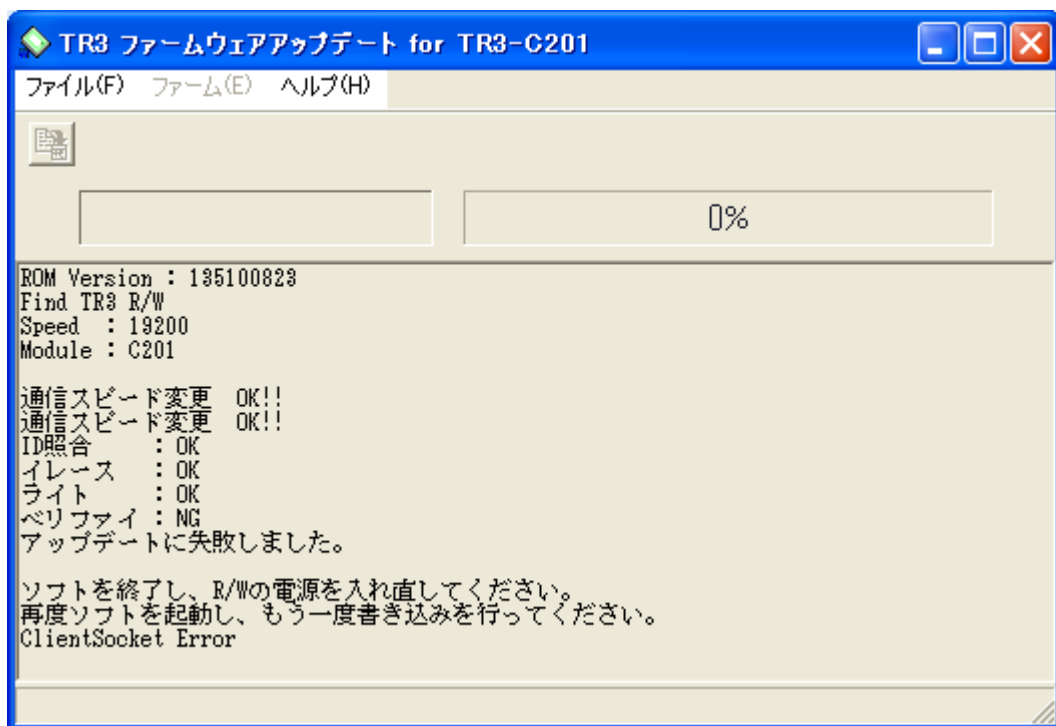 TR3 ファームウェアアップデート for TR3-C201
ファイル(F) ファーム(E) ヘルプ(H)
0%
ROM Version : 135100823
Find TR3 R/W
Speed : 19200
Module : C201
通信スピード変更 OK!!
通信スピード変更 OK!!
ID照合 : OK
イレース : OK
ライト : OK
ベリファイ : NG
アップデートに失敗しました。
ソフトを終了し、R/Wの電源を入れ直してください。
再度ソフトを起動し、もう一度書き込みを行ってください。
ClientSocket Error